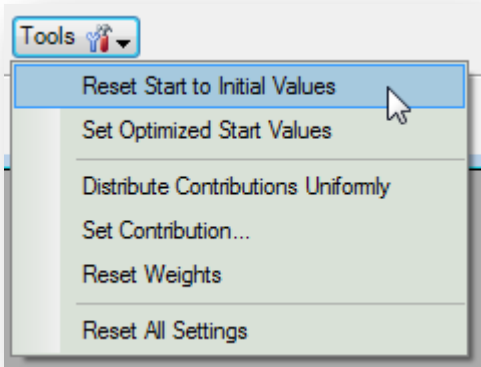 Tools
Reset Start to Initial Values
Set Optimized Start Values
Distribute Contributions Uniformly
Set Contribution...
Reset Weights
Reset All Settings